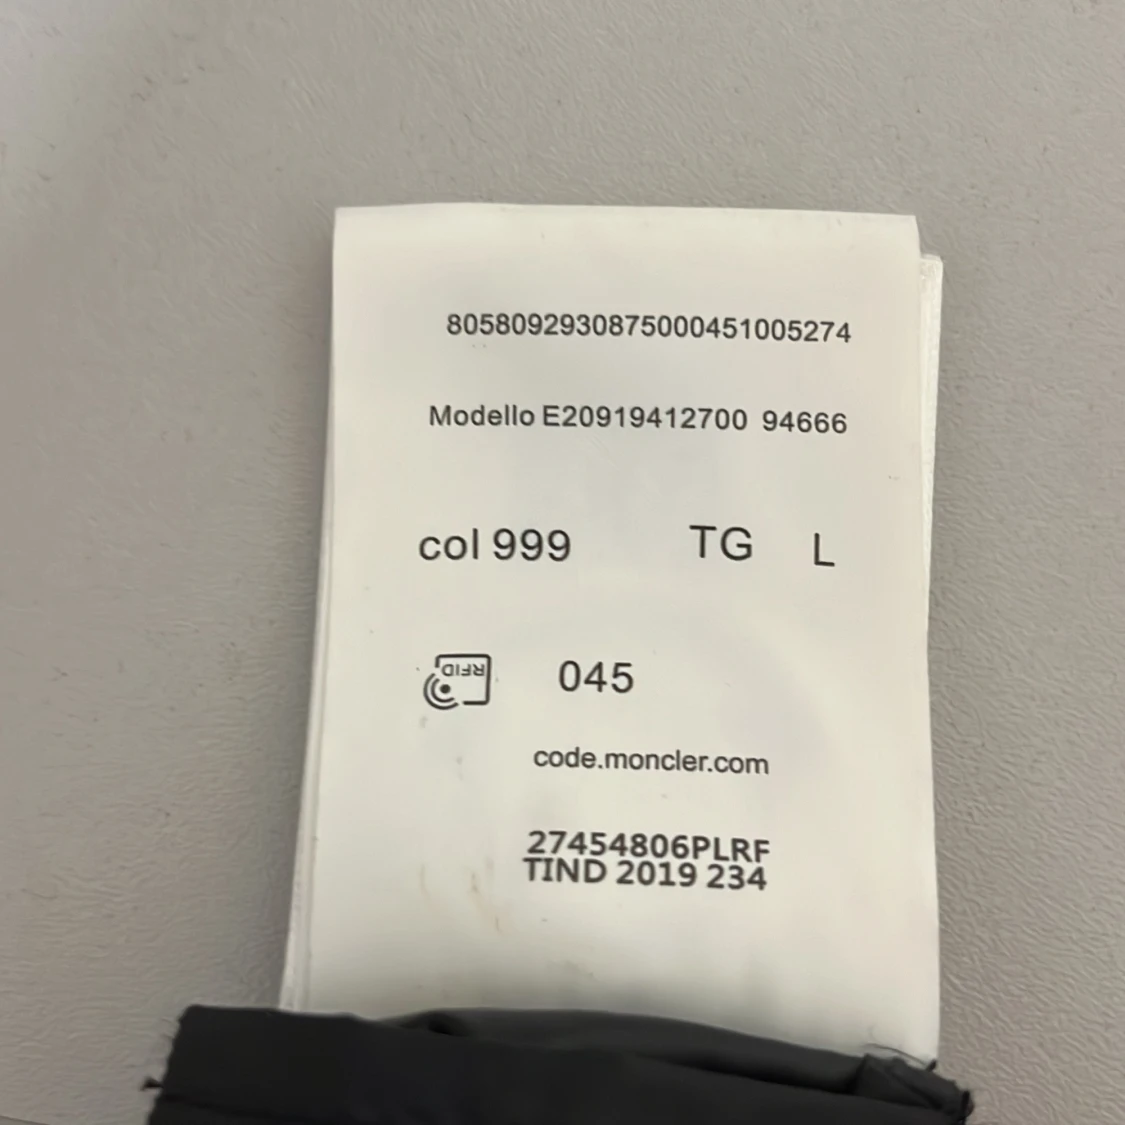 8058092930875000451005274
Modello E20919412700 94666
col 999 TG L
RFID 045
code.moncler.com
27454806PLRF
TIND 2019 234